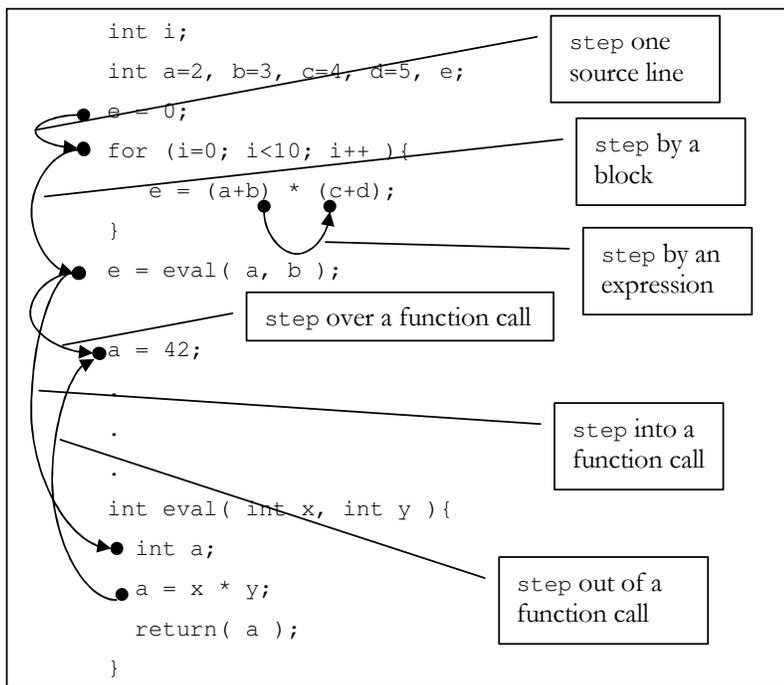 int i;
int a=2, b=3, c=4, d=5, e;
e = 0;
for (i=0; i<10; i++ ){
e = (a+b) * (c+d);
}
e = eval( a, b );
a = 42;
.
.
.
int eval( int x, int y ){
int a;
a = x * y;
return( a );
}
step one
source line
step by a
block
step by an
expression
step over a function call
step into a
function call
step out of a
function call